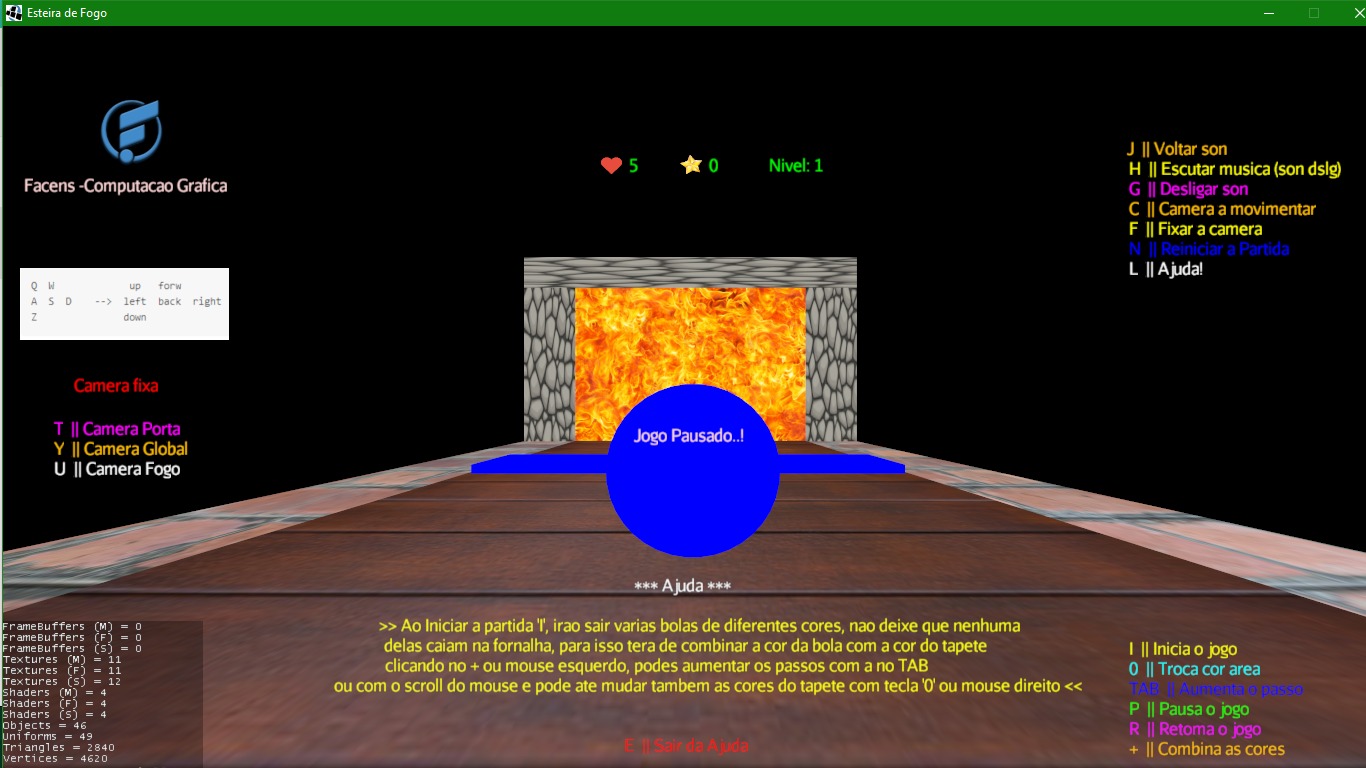 Esteira de Fogo
Facens -Computacao Grafica
5
0
Nivel: 1
J || Voltar son
H || Escutar musica (son dslg)
G || Desligar son
C || Camera a movimentar
F || Fixar a camera
N || Reiniciar a Partida
L || Ajuda!
Q W up forw
A S D --> left back right
Z down
Camera fixa
T || Camera Porta
Y || Camera Global
U || Camera Fogo
Jogo Pausado..!
*** Ajuda ***
>> Ao Iniciar a partida 'I', irao sair varias bolas de diferentes cores, nao deixe que nenhuma
delas caiam na fornalha, para isso tera de combinar a cor da bola com a cor do tapete
clicando no + ou mouse esquerdo, podes aumentar os passos com a no TAB
ou com o scroll do mouse e pode ate mudar tambem as cores do tapete com tecla '0' ou mouse direito <<
E || Sair da Ajuda
FrameBuffers (M) = 0
FrameBuffers (F) = 0
FrameBuffers (S) = 0
Textures (M) = 11
Textures (F) = 11
Textures (S) = 12
Shaders (M) = 4
Shaders (F) = 4
Shaders (S) = 4
Objects = 46
Uniforms = 49
Triangles = 2840
Vertices = 4620
I || Inicia o jogo
0 || Troca cor area
TAB || Aumenta o passo
P || Pausa o jogo
R || Retoma o jogo
+ || Combina as cores